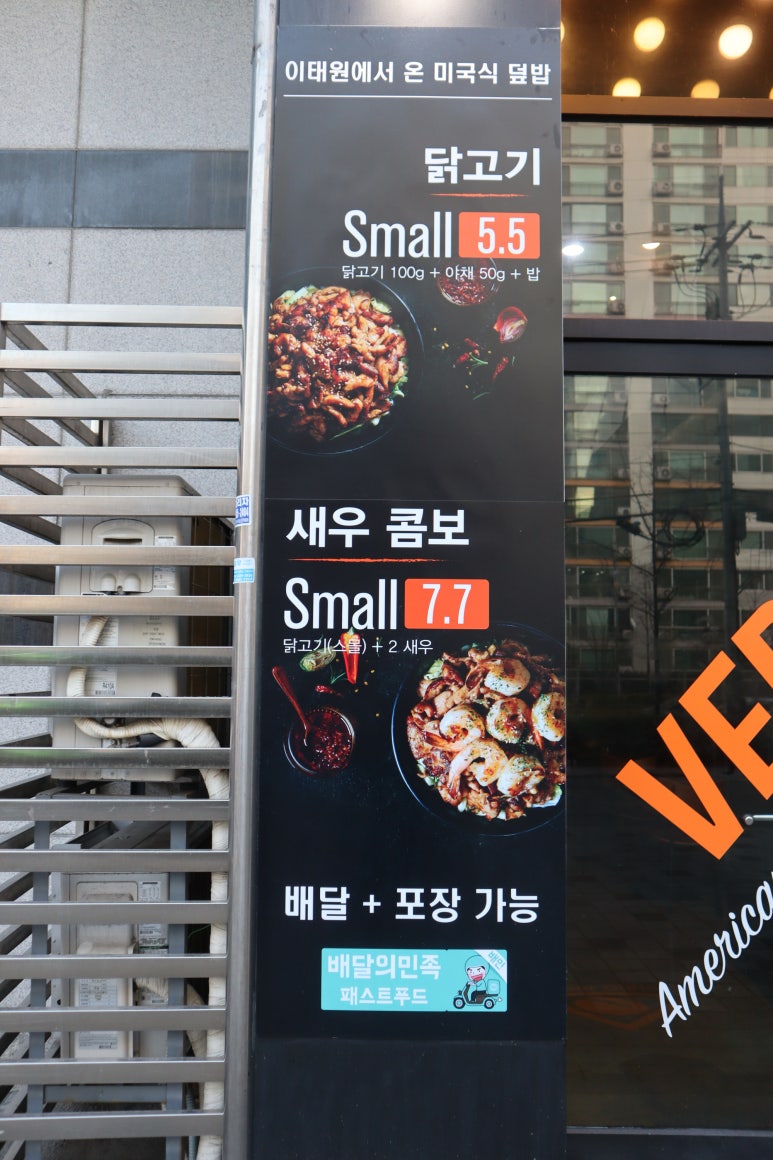 이태원에서 온 미국식 덮밥
닭고기
Small 5.5
닭고기 100g + 야채 50g + 밥
새우 콤보
Small 7.7
닭고기(스몰) + 2 새우
배달 + 포장 가능
배달의민족
패스트푸드
배민!
VE
America